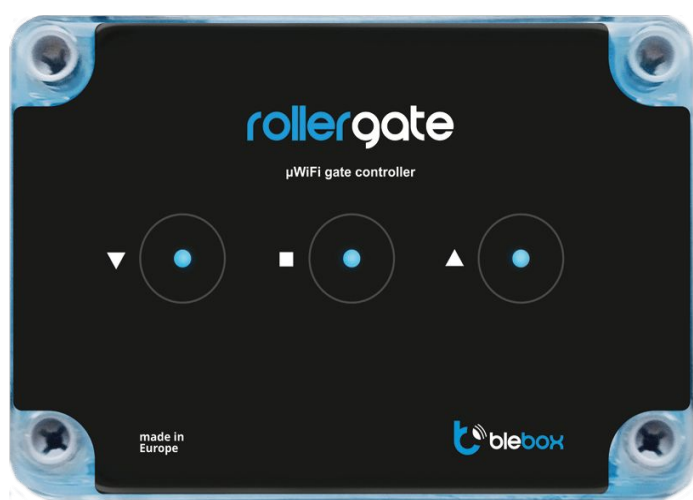 rollergate
µWiFi gate controller
made in
Europe
blebox